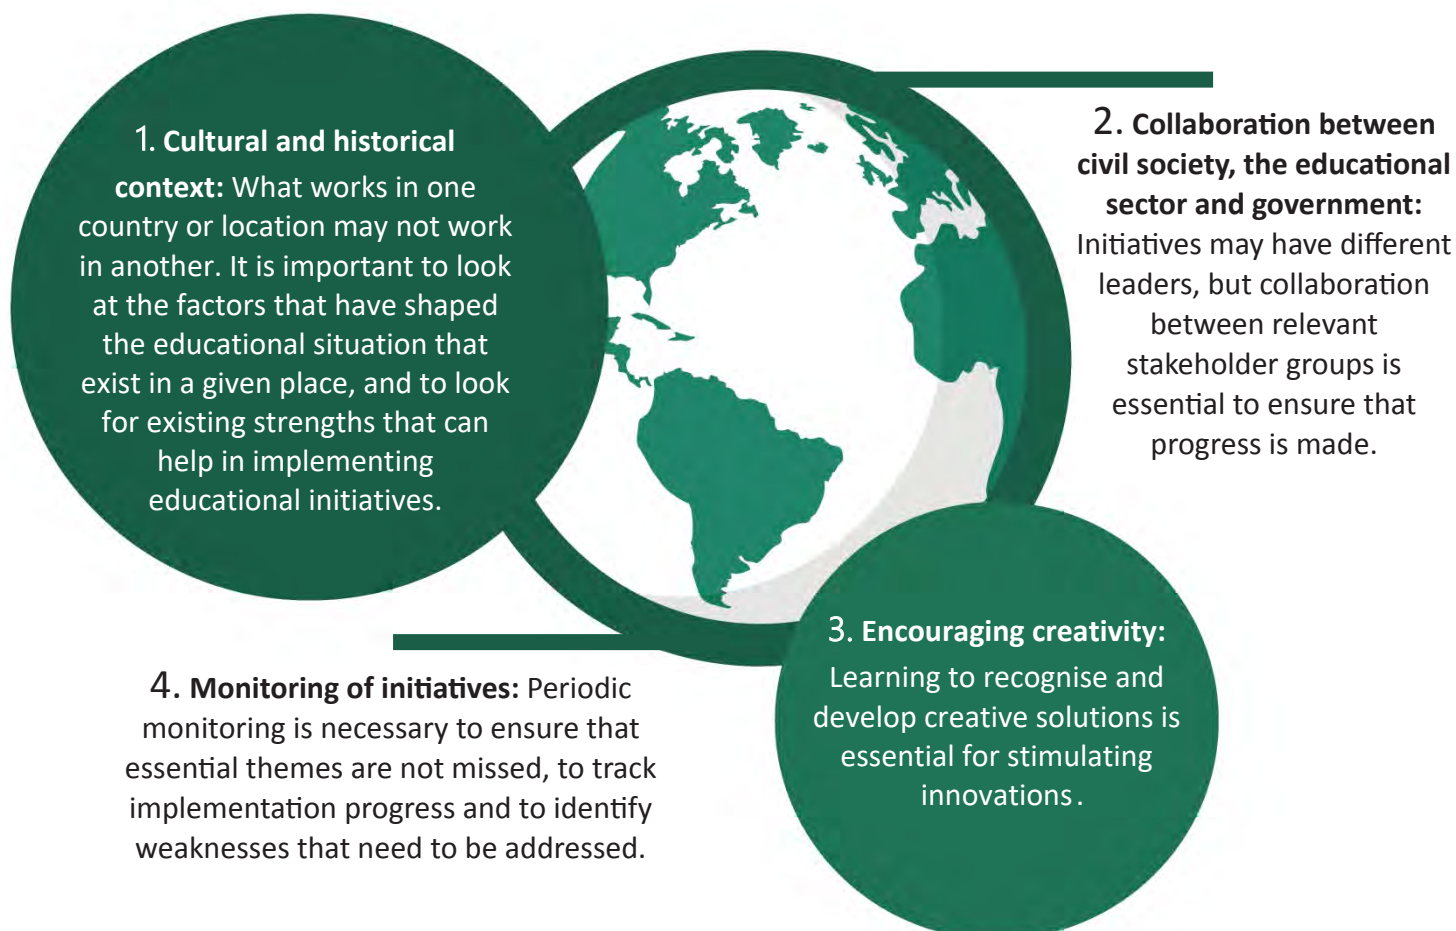 1. Cultural and historical
context: What works in one
country or location may not work
in another. It is important to look
at the factors that have shaped
the educational situation that
exist in a given place, and to look
for existing strengths that can
help in implementing
educational initiatives.
2. Collaboration between
civil society, the educational
sector and government:
Initiatives may have different
leaders, but collaboration
between relevant
stakeholder groups is
essential to ensure that
progress is made.
3. Encouraging creativity:
Learning to recognise and
develop creative solutions is
essential for stimulating
innovations.
4. Monitoring of initiatives: Periodic
monitoring is necessary to ensure that
essential themes are not missed, to track
implementation progress and to identify
weaknesses that need to be addressed.